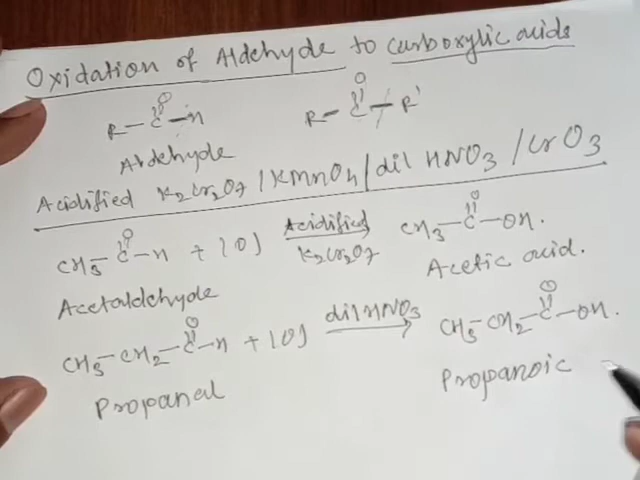 Oxidation of Aldehyde to carboxylic acids
O O
R-C-H R-C-R'
Aldehyde
Acidified K2Cr2O7 / KMnO4 / dil HNO3 / CrO3
O Acidified O
CH3-C-H + [O] K2Cr2O7 CH3-C-OH.
Acetaldehyde Acetic acid.
O dil HNO3 O
CH3-CH2-C-H + [O] CH3-CH2-C-OH.
Propanal Propanoic